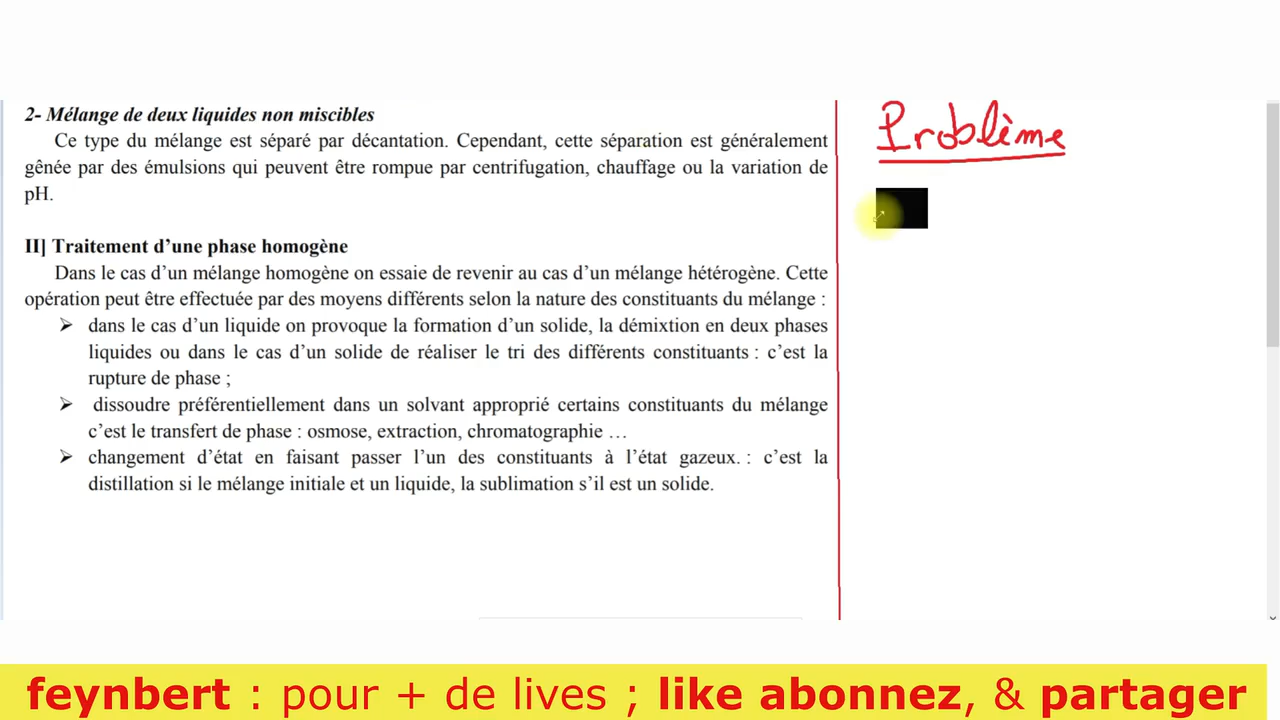 2- Mélange de deux liquides non miscibles
Ce type du mélange est séparé par décantation. Cependant, cette séparation est généralement
gênée par des émulsions qui peuvent être rompue par centrifugation, chauffage ou la variation de
pH.
II] Traitement d'une phase homogène
Dans le cas d'un mélange homogène on essaie de revenir au cas d'un mélange hétérogène. Cette
opération peut être effectuée par des moyens différents selon la nature des constituants du mélange :
➢ dans le cas d'un liquide on provoque la formation d'un solide, la démixtion en deux phases
liquides ou dans le cas d'un solide de réaliser le tri des différents constituants : c'est la
rupture de phase ;
➢ dissoudre préférentiellement dans un solvant approprié certains constituants du mélange
c'est le transfert de phase : osmose, extraction, chromatographie …
➢ changement d'état en faisant passer l'un des constituants à l'état gazeux. : c'est la
distillation si le mélange initiale et un liquide, la sublimation s'il est un solide.
Problème
feynbert : pour + de lives ; like abonnez, & partager